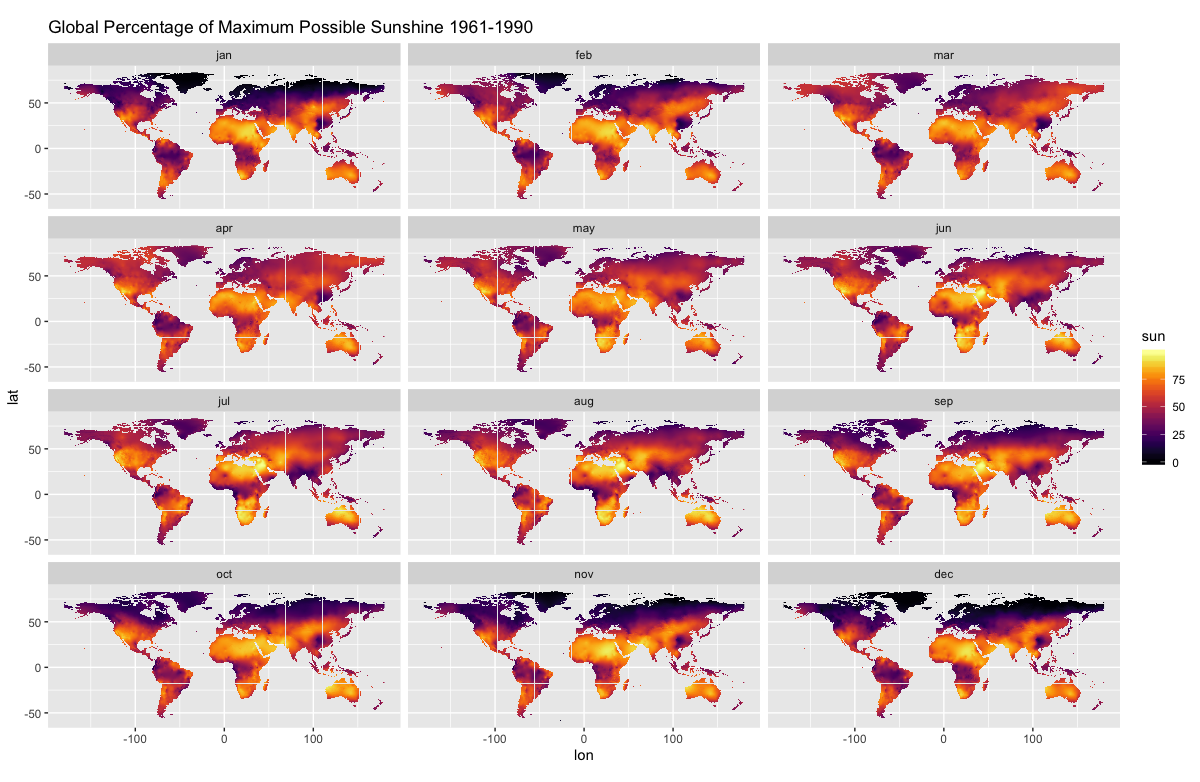 Global Percentage of Maximum Possible Sunshine 1961-1990
jan feb mar
50
0
-50
apr may jun
50
0
-50
jul aug sep
50
0
-50
oct nov dec
50
0
-50
-100 0 100 -100 0 100 -100 0 100
lon
lat
sun
75
50
25
0